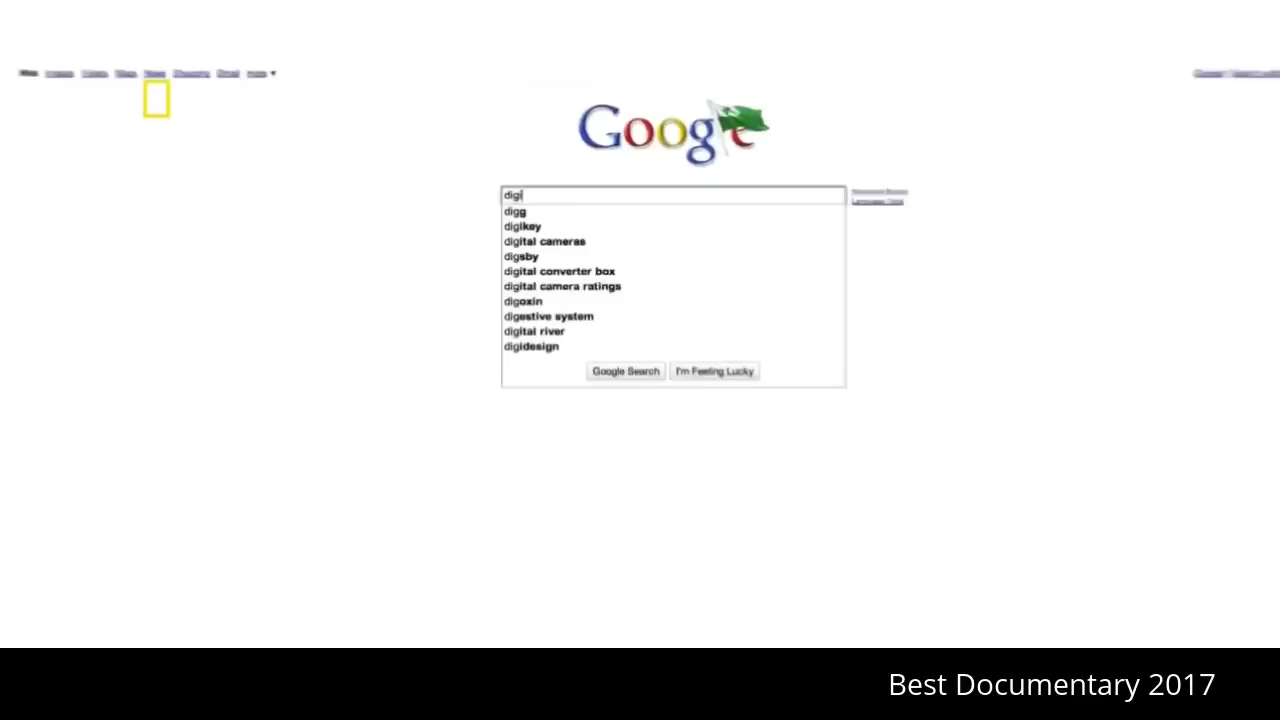 Google
digi
digg
digikey
digital cameras
digsby
digital converter box
digital camera ratings
digoxin
digestive system
digital river
digidesign
Google Search I'm Feeling Lucky
Best Documentary 2017